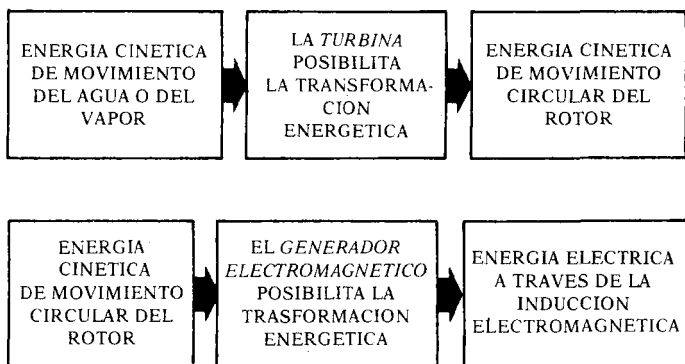 ENERGIA CINETICA
DE MOVIMIENTO
DEL AGUA O DEL
VAPOR
LA TURBINA
POSIBILITA
LA TRANSFORMA-
CION
ENERGETICA
ENERGIA CINETICA
DE MOVIMIENTO
CIRCULAR DEL
ROTOR
ENERGIA
CINETICA
DE MOVIMIENTO
CIRCULAR DEL
ROTOR
EL GENERADOR
ELECTROMAGNETICO
POSIBILITA LA
TRASFORMACION
ENERGETICA
ENERGIA ELECTRICA
A TRAVES DE LA
INDUCCION
ELECTROMAGNETICA